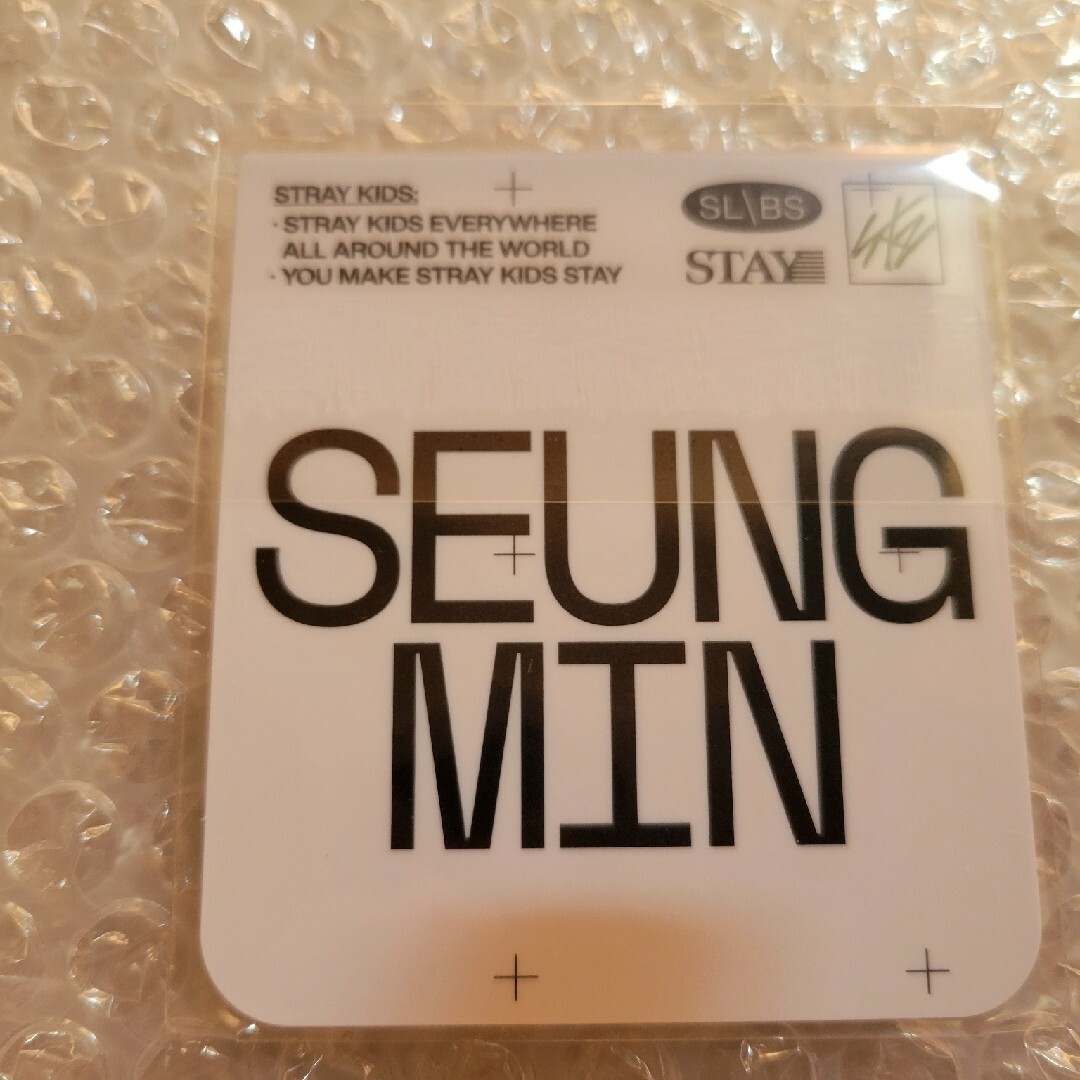 STRAY KIDS:
· STRAY KIDS EVERYWHERE
ALL AROUND THE WORLD
· YOU MAKE STRAY KIDS STAY
SL\BS
STAY
SKZ
SEUNG
MIN